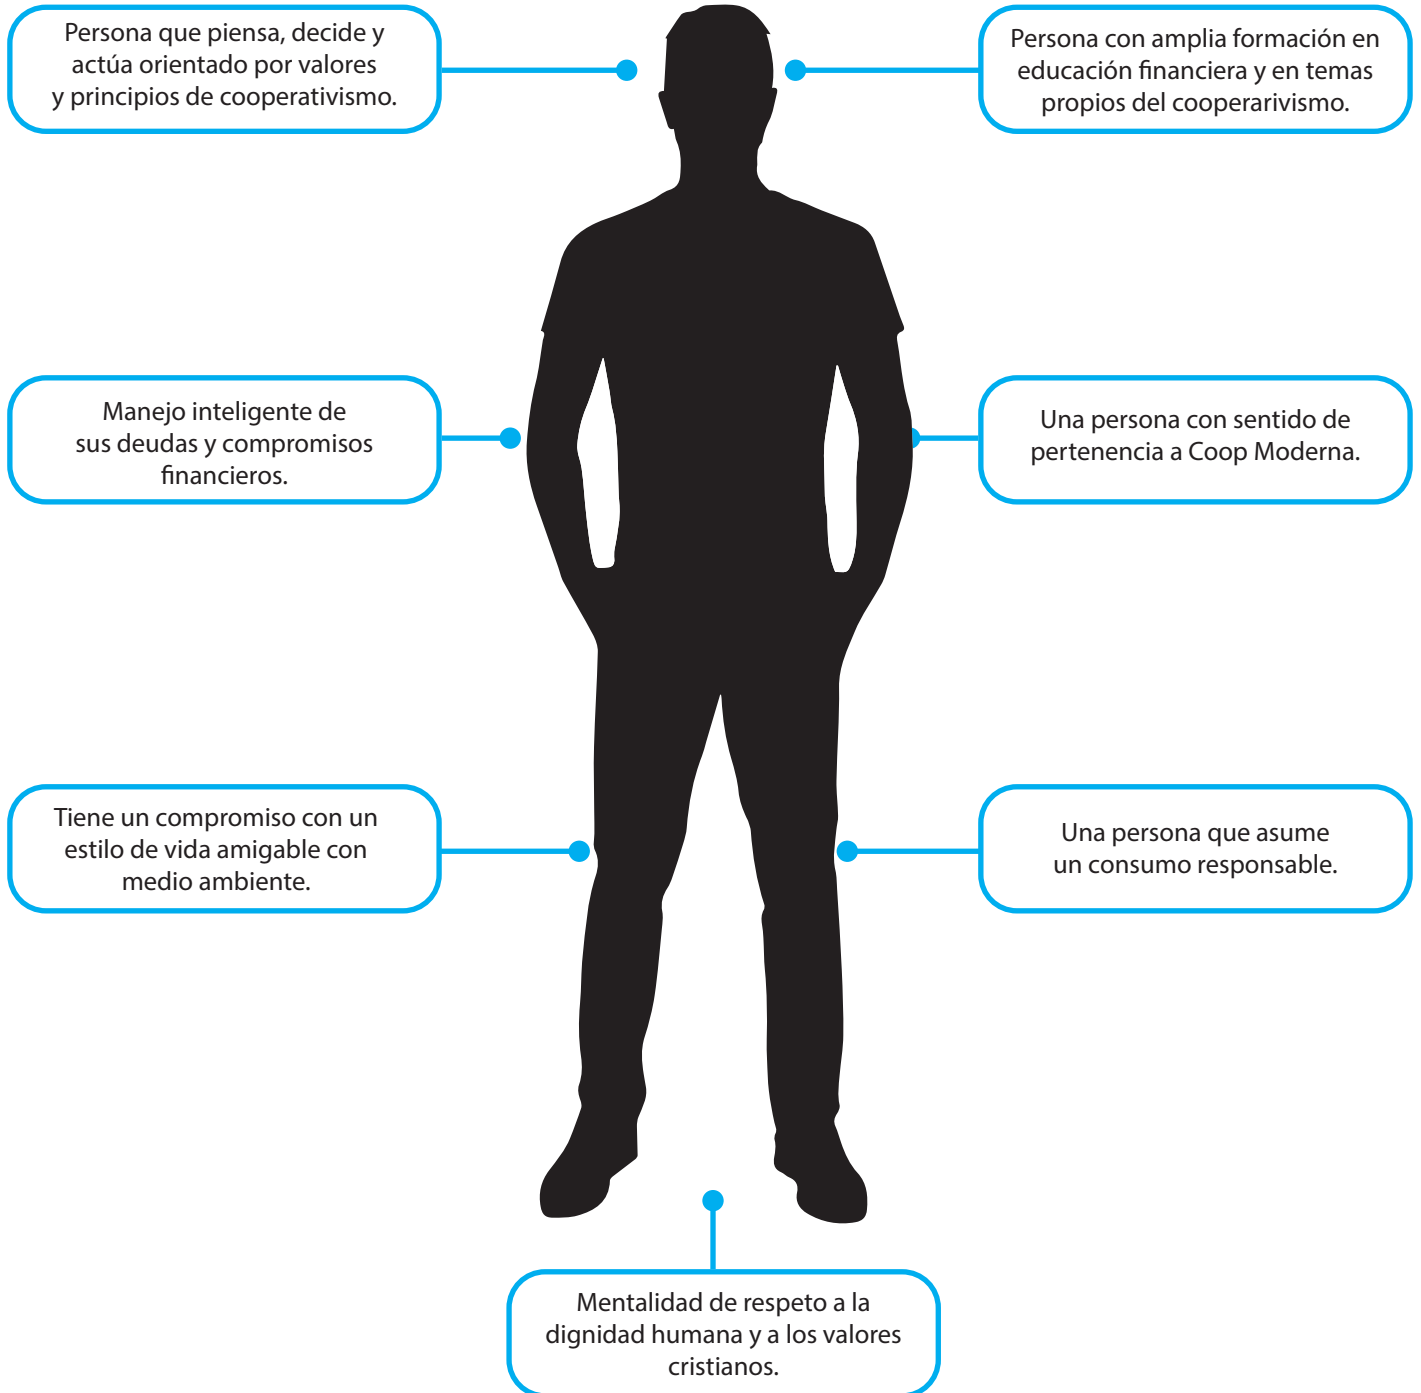 Persona que piensa, decide y
actúa orientado por valores
y principios de cooperativismo.
Persona con amplia formación en
educación financiera y en temas
propios del cooperarivismo.
Manejo inteligente de
sus deudas y compromisos
financieros.
Una persona con sentido de
pertenencia a Coop Moderna.
Tiene un compromiso con un
estilo de vida amigable con
medio ambiente.
Una persona que asume
un consumo responsable.
Mentalidad de respeto a la
dignidad humana y a los valores
cristianos.